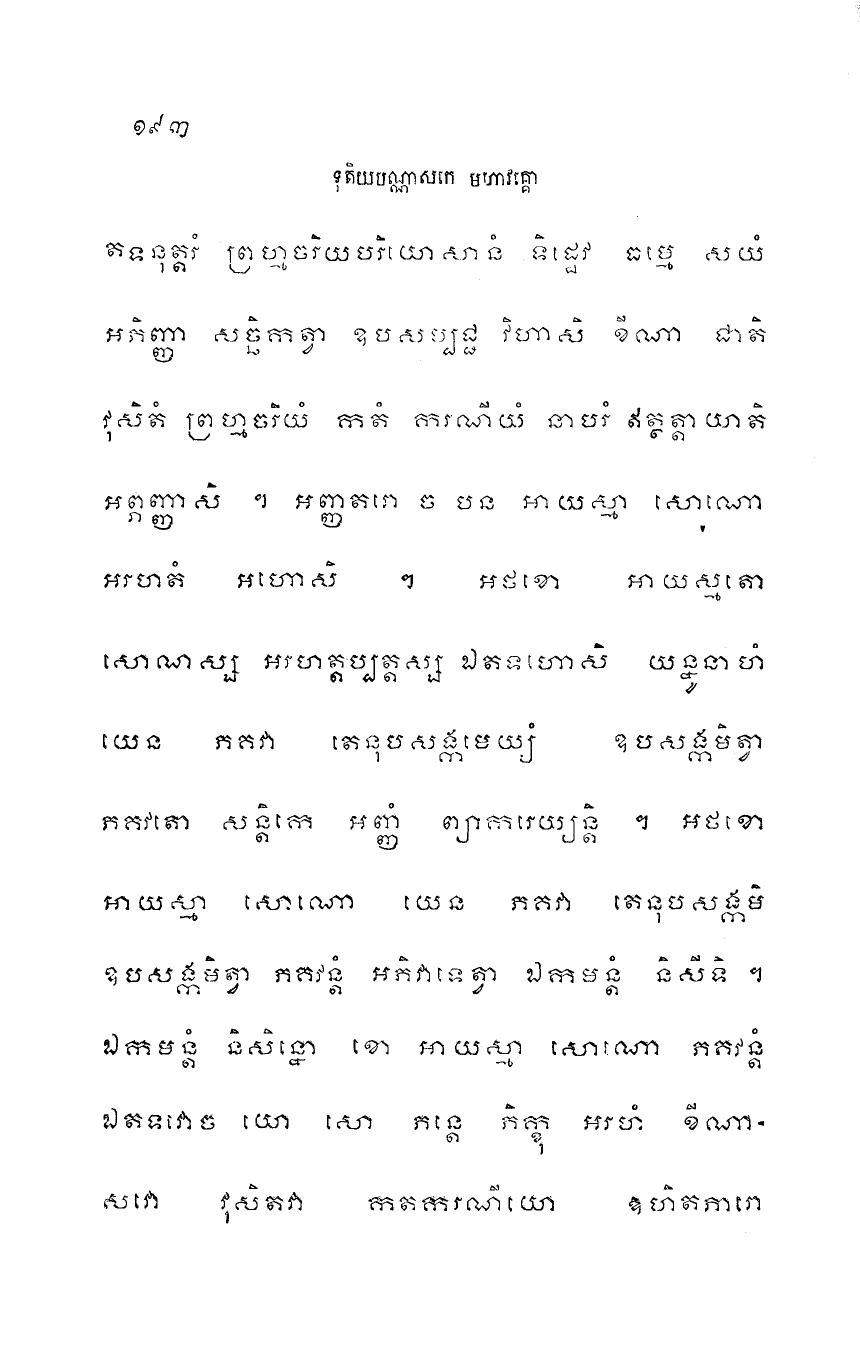 ១៩៣
ទុតិយបណ្ណាសកេ មហាវគ្គោ
តទនុត្តរំ ព្រហ្មចរិយបរិយោសានំ ទិដ្ឋេវ ធម្មេ សយំ
អភិញ្ញា សច្ឆិកត្វា ឧបសម្បជ្ជ វិហាសិ ខីណា ជាតិ
វុសិតំ ព្រហ្មចរិយំ កតំ ករណីយំ នាបរំ ឥត្ថត្តាយាតិ
អព្ភញ្ញាសិ ។ អញ្ញតរោ ច បន អាយស្មា សោណោ
អរហតំ អហោសិ ។ អថខោ អាយស្មតោ
សោណស្ស អរហត្តប្បត្តស្ស ឯតទហោសិ យន្នូនាហំ
យេន ភគវា តេនុបសង្កមេយ្យំ ឧបសង្កមិត្វា
ភគវតោ សន្តិកេ អញ្ញំ ព្យាករេយ្យន្តិ ។ អថខោ
អាយស្មា សោណោ យេន ភគវា តេនុបសង្កមិ
ឧបសង្កមិត្វា ភគវន្តំ អភិវាទេត្វា ឯកមន្តំ និសីទិ ។
ឯកមន្តំ និសិន្នោ ខោ អាយស្មា សោណោ ភគវន្តំ
ឯតទវោច យោ សោ ភន្តេ ភិក្ខុ អរហំ ខីណា-
សវោ វុសិតវា កតករណីយោ ឱហិតភារោ